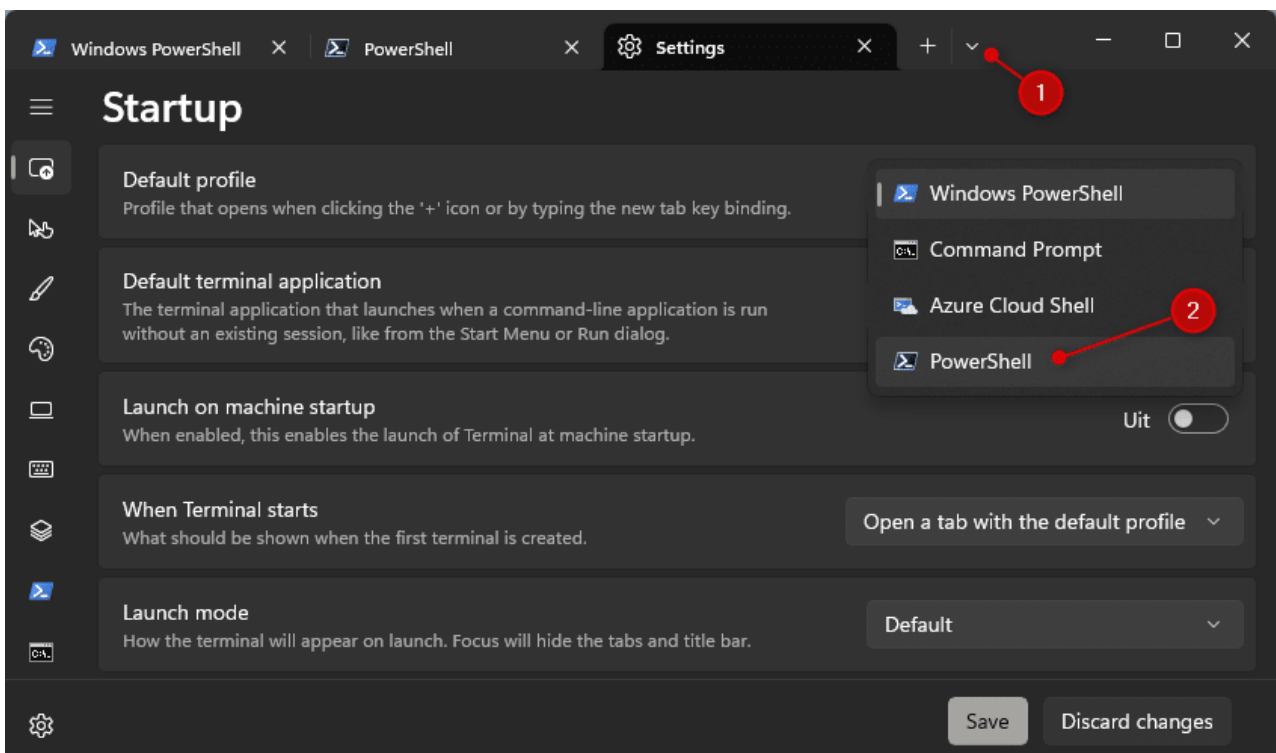 Windows PowerShell
PowerShell
Settings
1
Startup
Default profile
Profile that opens when clicking the '+' icon or by typing the new tab key binding.
Windows PowerShell
Command Prompt
Azure Cloud Shell
2
PowerShell
Default terminal application
The terminal application that launches when a command-line application is run
without an existing session, like from the Start Menu or Run dialog.
Launch on machine startup
When enabled, this enables the launch of Terminal at machine startup.
Uit
When Terminal starts
What should be shown when the first terminal is created.
Open a tab with the default profile
Launch mode
How the terminal will appear on launch. Focus will hide the tabs and title bar.
Default
Save
Discard changes